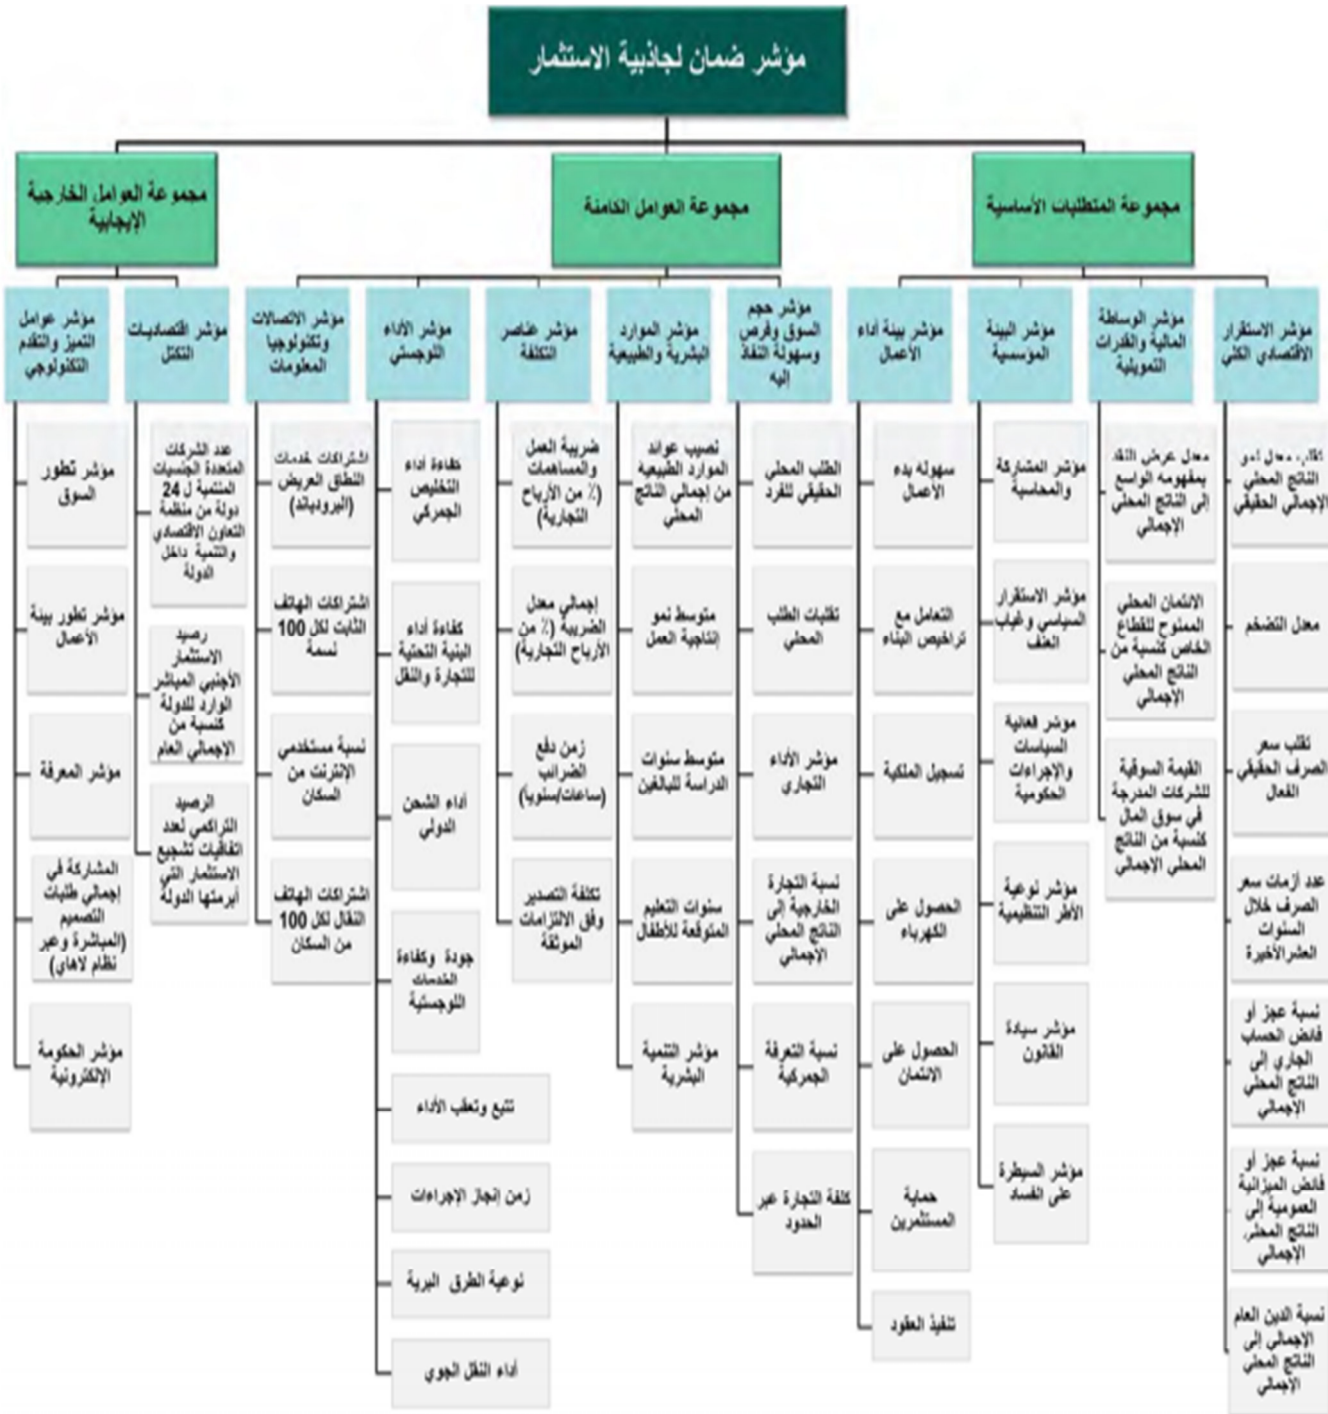 مؤشر ضمان لجاذبية الاستثمار
مجموعة المتطلبات الأساسية
مجموعة العوامل الكامنة
مجموعة العوامل الخارجية
الإيجابية
مؤشر الاستقرار
الاقتصادي الكلي
مؤشر الوساطة
المالية والقدرات
التمويلية
مؤشر البيئة
المؤسسية
مؤشر بيئة أداء
الأعمال
مؤشر حجم
السوق وفرص
وسهولة النفاذ
إليه
مؤشر الموارد
البشرية والطبيعية
مؤشر عناصر
التكلفة
مؤشر الأداء
اللوجستي
مؤشر الاتصالات
وتكنولوجيا
المعلومات
مؤشر اقتصاديات
التكتل
مؤشر عوامل
التميز والتقدم
التكنولوجي
تقلب معدل نمو
الناتج المحلي
الإجمالي الحقيقي
معدل التضخم
تقلب سعر
الصرف الحقيقي
الفعال
عدد أزمات سعر
الصرف خلال
السنوات
العشر الأخيرة
نسبة عجز أو
فائض الحساب
الجاري إلى
الناتج المحلي
الإجمالي
نسبة عجز أو
فائض الميزانية
العمومية إلى
الناتج المحلي
الإجمالي
نسبة الدين العام
الإجمالي إلى
الناتج المحلي
الإجمالي
معدل عرض النقد
بمفهومه الواسع
إلى الناتج المحلي
الإجمالي
الائتمان المحلي
الممنوح للقطاع
الخاص كنسبة من
الناتج المحلي
الإجمالي
القيمة السوقية
للشركات المدرجة
في سوق المال
كنسبة من الناتج
المحلي الإجمالي
مؤشر المشاركة
والمحاسبة
مؤشر الاستقرار
السياسي وغياب
العنف
مؤشر فعالية
السياسات
والإجراءات
الحكومية
مؤشر نوعية
الأطر التنظيمية
مؤشر سيادة
القانون
مؤشر السيطرة
على الفساد
سهولة بدء
الأعمال
التعامل مع
تراخيص البناء
تسجيل الملكية
الحصول على
الكهرباء
الحصول على
الائتمان
حماية
المستثمرين
تنفيذ العقود
الطلب المحلي
الحقيقي للفرد
تقلبات الطلب
المحلي
مؤشر الأداء
التجاري
نسبة التجارة
الخارجية إلى
الناتج المحلي
الإجمالي
نسبة التعرفة
الجمركية
كلفة التجارة عبر
الحدود
نصيب عوائد
الموارد الطبيعية
من إجمالي الناتج
المحلي
متوسط نمو
إنتاجية العمل
متوسط سنوات
الدراسة للبالغين
سنوات التعليم
المتوقعة للأطفال
مؤشر التنمية
البشرية
ضريبة العمل
والمساهمات
(٪ من الأرباح
التجارية)
إجمالي معدل
الضريبة (٪ من
الأرباح التجارية)
زمن دفع
الضرائب
(ساعات/سنوياً)
تكلفة التصدير
وفق الالتزامات
الموثقة
كفاءة أداء
التخليص
الجمركي
كفاءة أداء
البنية التحتية
للتجارة والنقل
أداء الشحن
الدولي
جودة وكفاءة
الخدمات
اللوجستية
تتبع وتعقب الأداء
زمن إنجاز الإجراءات
نوعية الطرق البرية
أداء النقل الجوي
اشتراكات خدمات
النطاق العريض
(البرودباند)
اشتراكات الهاتف
الثابت لكل 100
نسمة
نسبة مستخدمي
الإنترنت من
السكان
اشتراكات الهاتف
النقال لكل 100
من السكان
عدد الشركات
المتعددة الجنسيات
المنتمية ل 24
دولة من منظمة
التعاون الاقتصادي
والتنمية داخل
الدولة
رصيد
الاستثمار
الأجنبي المباشر
الوارد للدولة
كنسبة من
الإجمالي العام
الرصيد
التراكمي لعدد
اتفاقيات تشجيع
الاستثمار التي
أبرمتها الدولة
مؤشر تطور
السوق
مؤشر تطور بيئة
الأعمال
مؤشر المعرفة
المشاركة في
إجمالي طلبات
التصميم
(المباشرة وعبر
نظام لاهاي)
مؤشر الحكومة
الإلكترونية